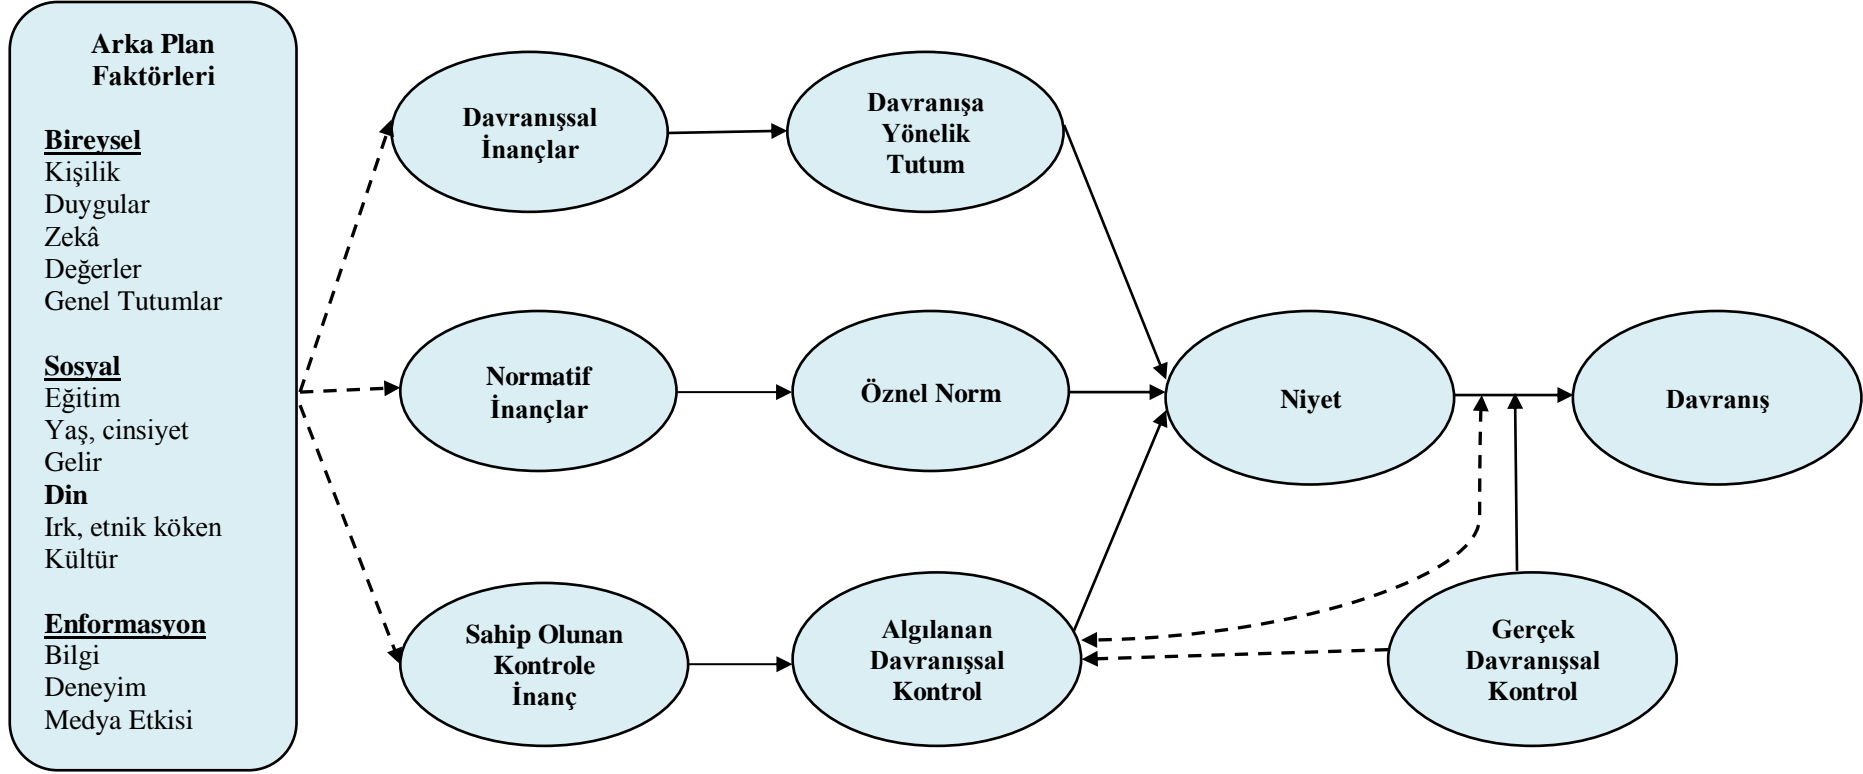 Arka Plan
Faktörleri
Bireysel
Kişilik
Duygular
Zekâ
Değerler
Genel Tutumlar
Sosyal
Eğitim
Yaş, cinsiyet
Gelir
Din
Irk, etnik köken
Kültür
Enformasyon
Bilgi
Deneyim
Medya Etkisi
Davranışsal
İnançlar
Davranışa
Yönelik
Tutum
Normatif
İnançlar
Öznel Norm
Niyet
Davranış
Sahip Olunan
Kontrole
İnanç
Algılanan
Davranışsal
Kontrol
Gerçek
Davranışsal
Kontrol